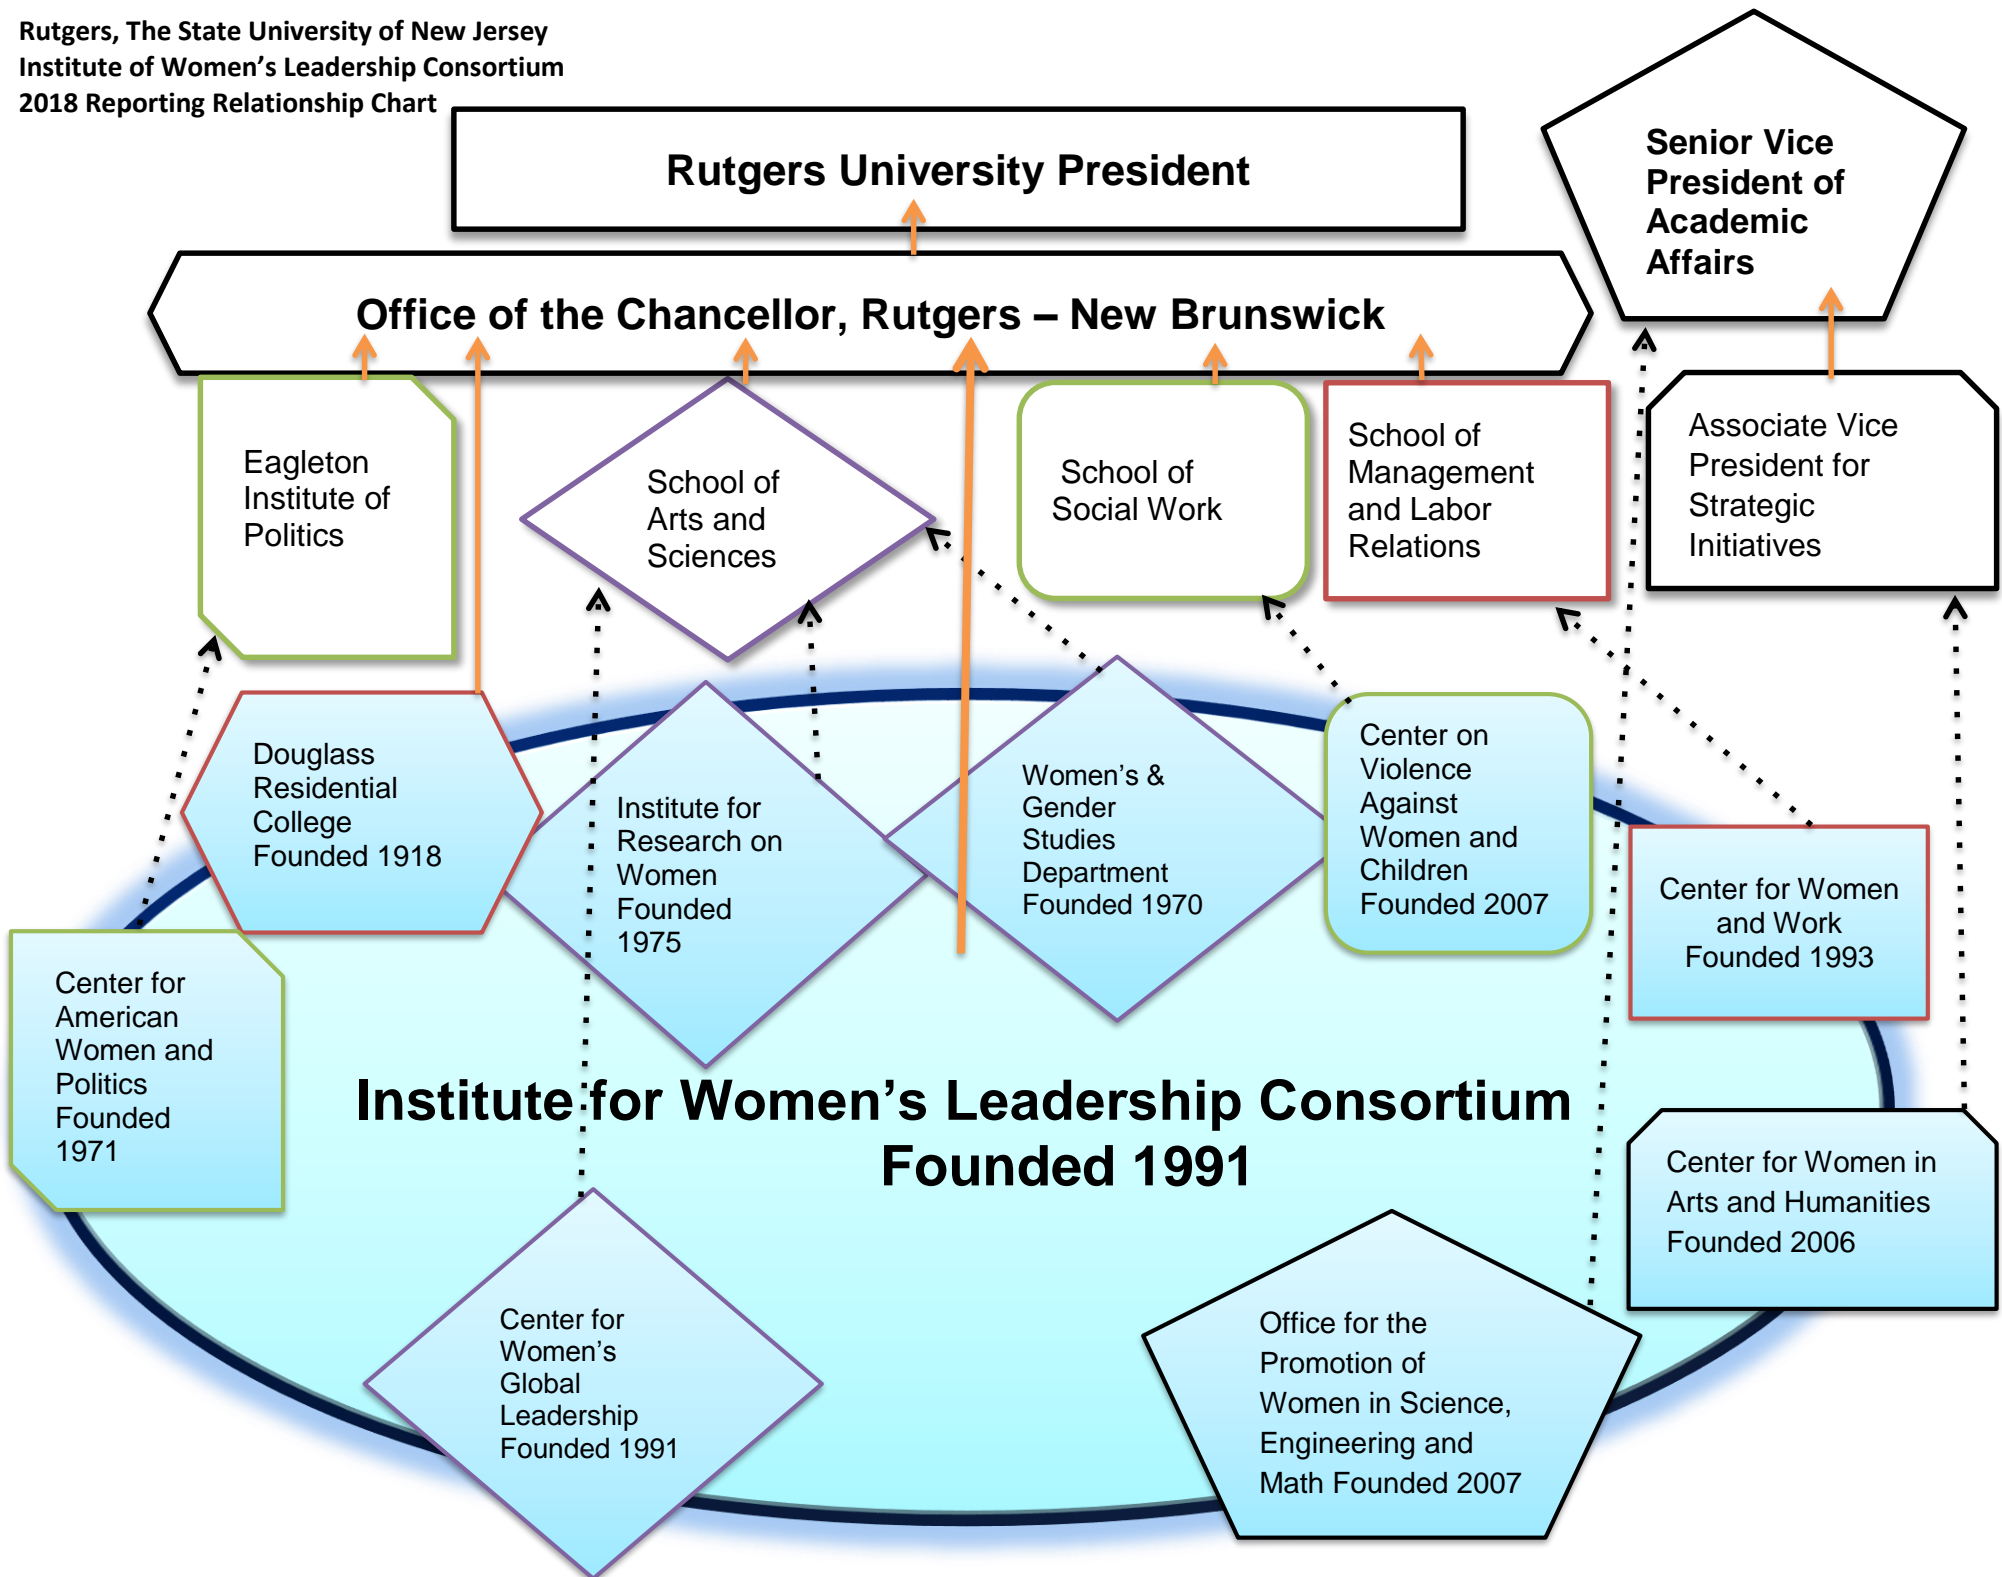 Rutgers, The State University of New Jersey
Institute of Women’s Leadership Consortium
2018 Reporting Relationship Chart
Rutgers University President
Senior Vice
President of
Academic
Affairs
Office of the Chancellor, Rutgers – New Brunswick
Eagleton
Institute of
Politics
School of
Arts and
Sciences
School of
Social Work
School of
Management
and Labor
Relations
Associate Vice
President for
Strategic
Initiatives
Douglass
Residential
College
Founded 1918
Institute for
Research on
Women
Founded
1975
Women’s &
Gender
Studies
Department
Founded 1970
Center on
Violence
Against
Women and
Children
Founded 2007
Center for Women
and Work
Founded 1993
Center for
American
Women and
Politics
Founded
1971
Institute for Women’s Leadership Consortium
Founded 1991
Center for Women in
Arts and Humanities
Founded 2006
Center for
Women’s
Global
Leadership
Founded 1991
Office for the
Promotion of
Women in Science,
Engineering and
Math Founded 2007